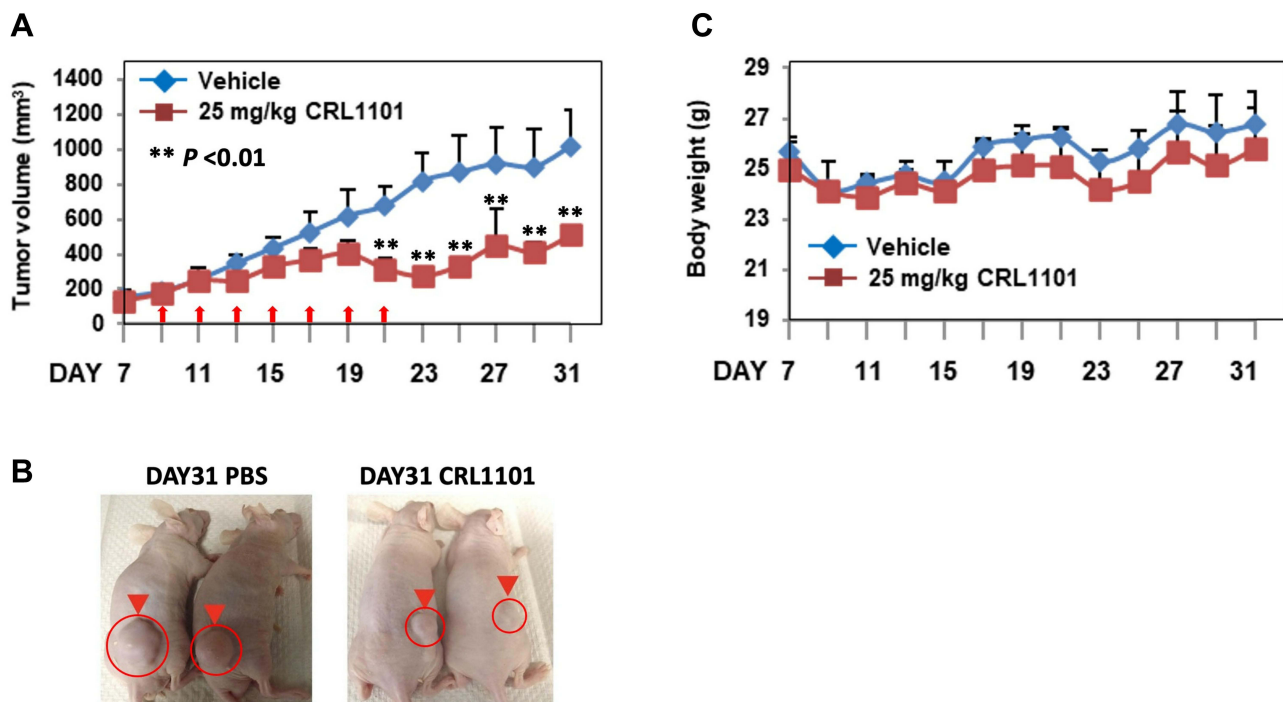 A
Tumor volume (mm³)
1400
1200
1000
800
600
400
200
0
Vehicle
25 mg/kg CRL1101
** P <0.01
**
**
**
**
**
**
DAY 7 11 15 19 23 27 31
C
Body weight (g)
29
27
25
23
21
19
Vehicle
25 mg/kg CRL1101
DAY 7 11 15 19 23 27 31
B
DAY31 PBS
DAY31 CRL1101